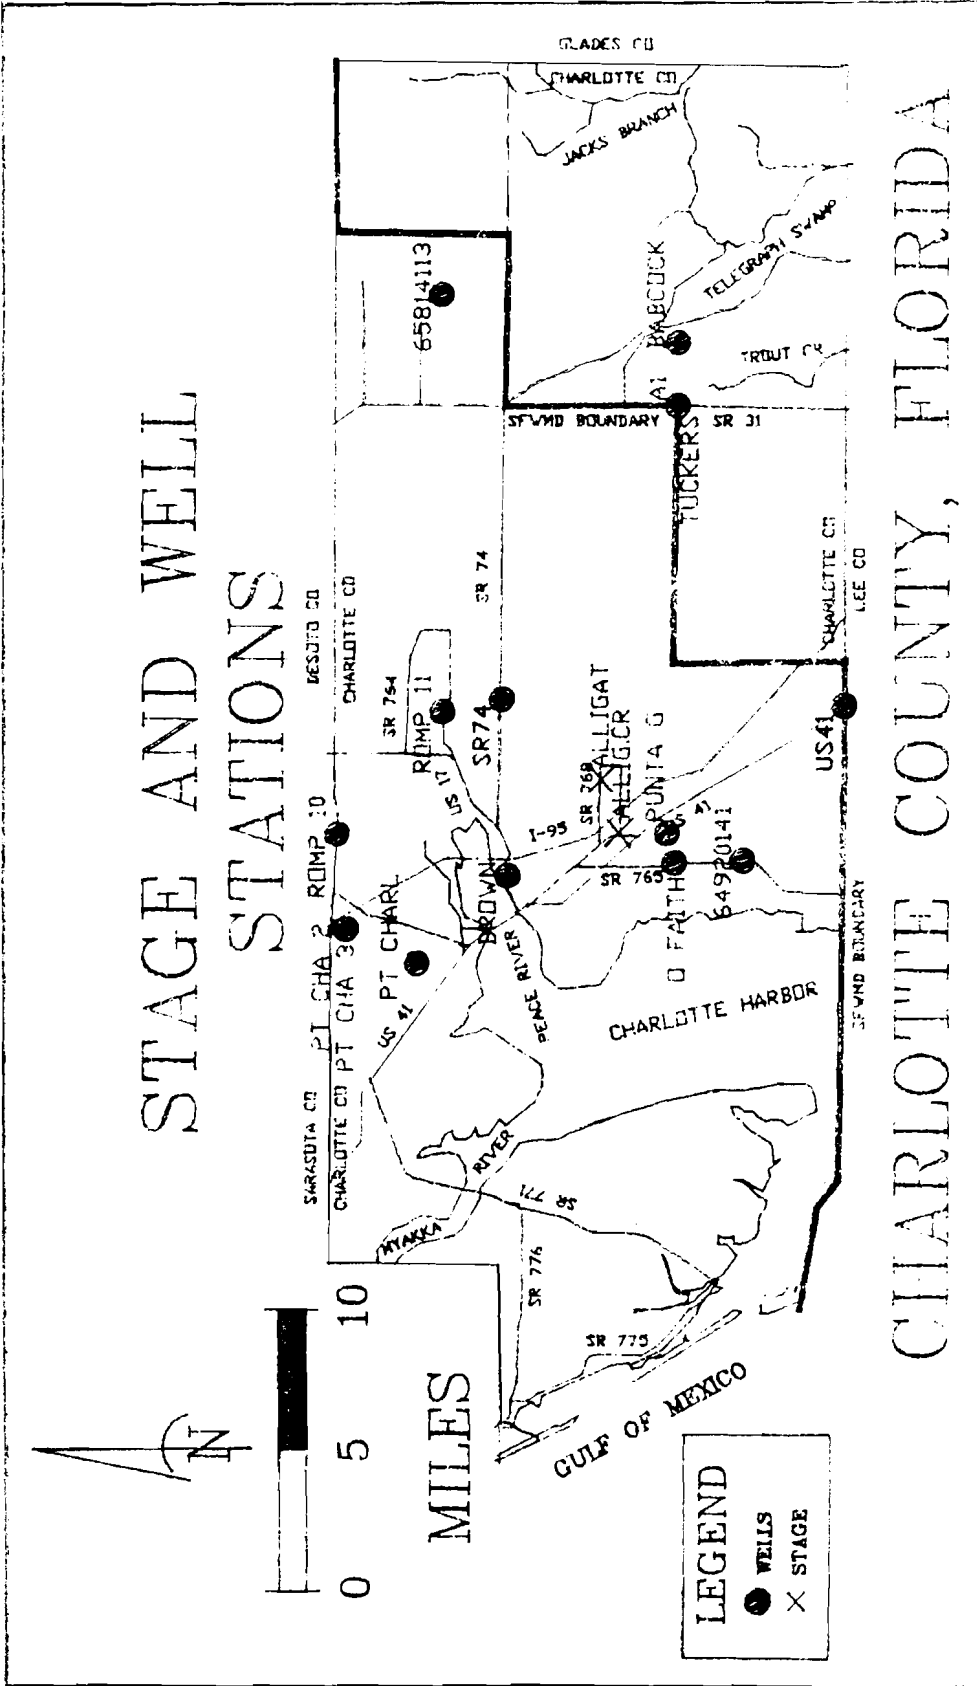 STAGE AND WELL
STATIONS
DESOTO CO
CHARLOTTE CO
SARASOTA CO
CHARLOTTE CO
GLADES CO
CHARLOTTE CO
PT CHA 2
ROMP 10
PT CHA 3
PT CHARL
US 41
SR 764
ROMP 11
US 17
SR 74
SR74
65814113
JACKS BRANCH
BROWN
I-95
PEACE RIVER
MYAKKA
RIVER
SR 771
SR 776
SR 775
SR 768
ALLIGAT
ALLIG.CR
PUNTA G
41
SR 765
O FAITH
64920141
CHARLOTTE HARBOR
SFWMD BOUNDARY
SR 31
A1
BABCOCK
TUCKERS
TELEGRAPH SWAMP
TROUT CR
US41
CHARLOTTE CO
LEE CO
SFWMD BOUNDARY
GULF OF MEXICO
N
0 5 10
MILES
LEGEND
WELLS
X STAGE
CHARLOTTE COUNTY, FLORIDA